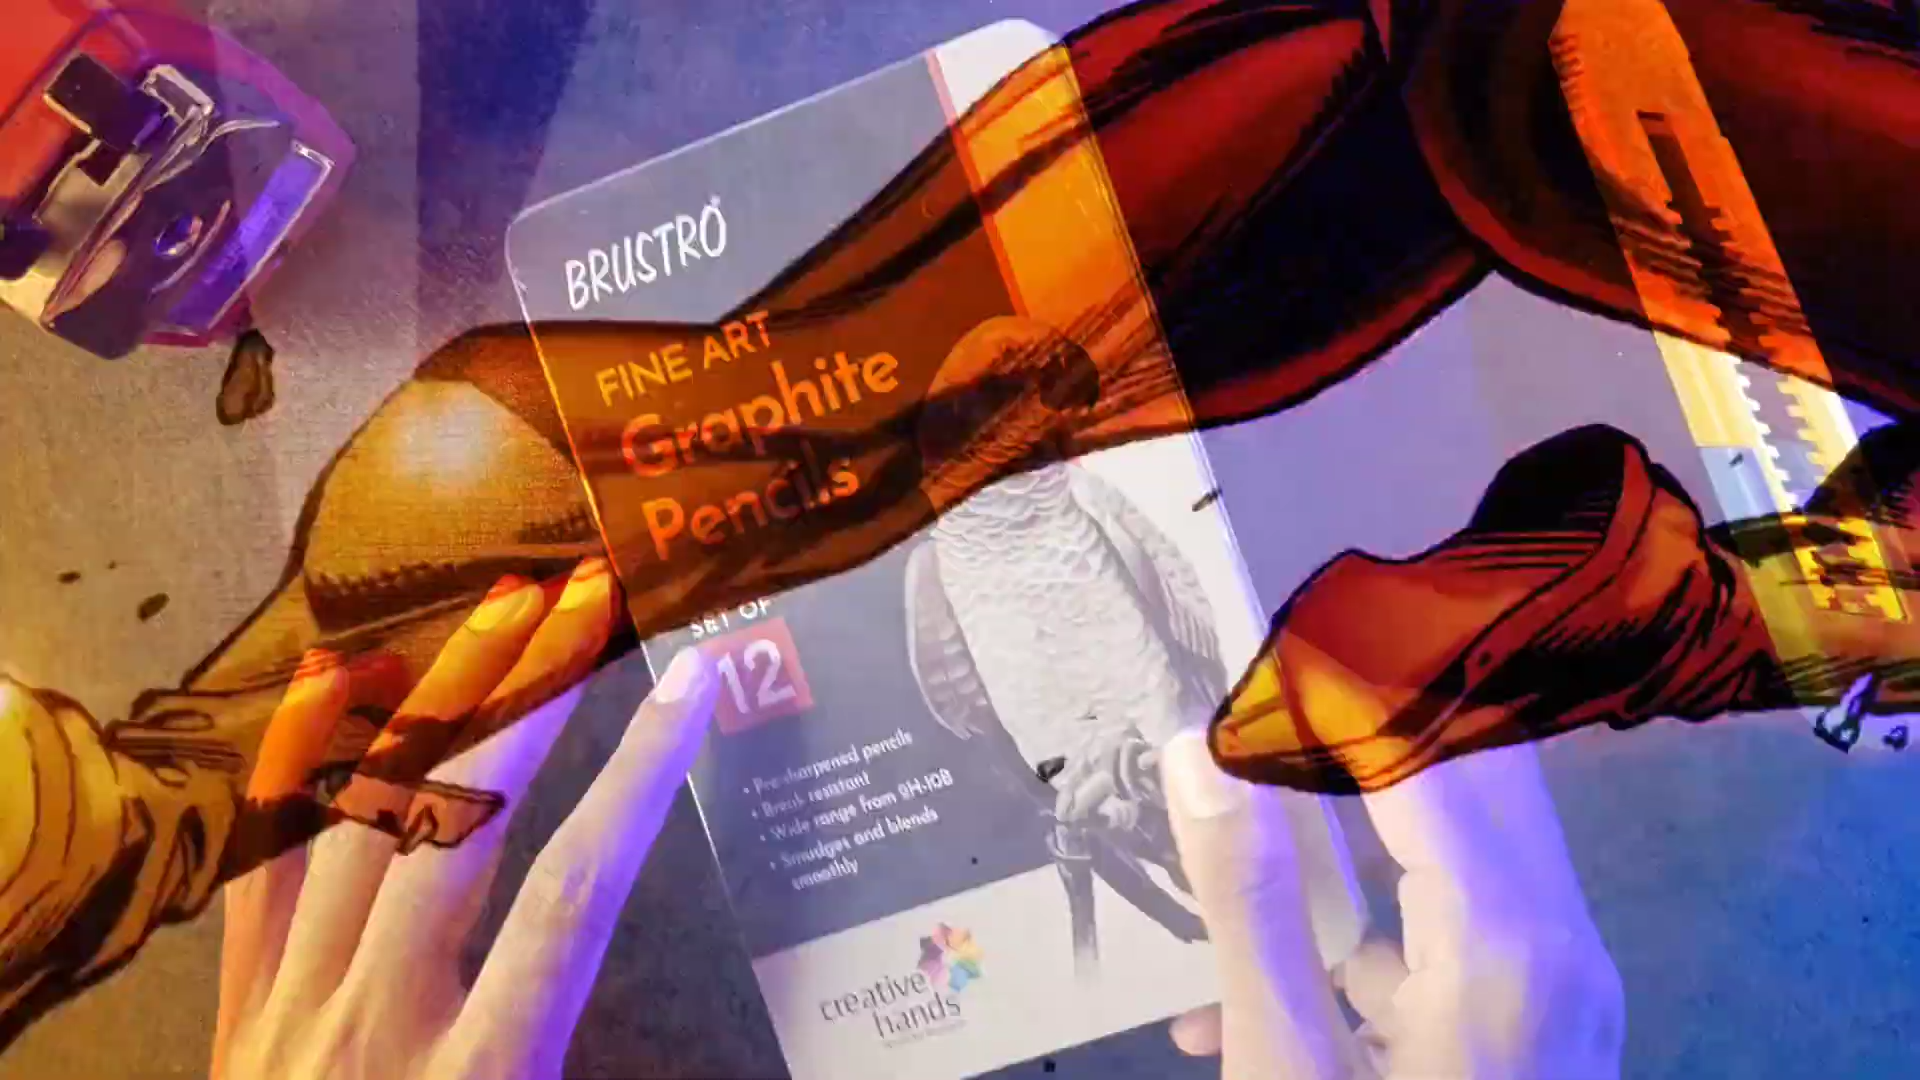 BRUSTRO
FINE ART
Graphite
Pencils
SET OF
12
• Pre-sharpened pencils
• Break resistant
• Wide range from 9H-10B
• Smudges and blends
smoothly
creative
hands